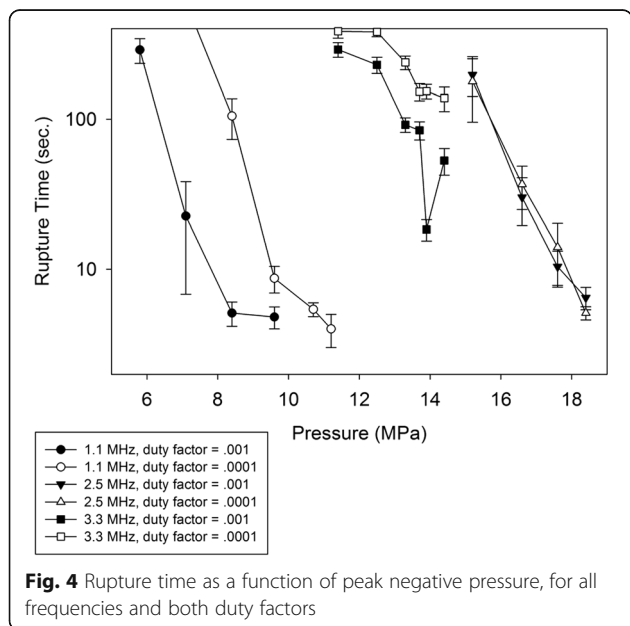 Rupture Time (sec.)
100
10
6 8 10 12 14 16 18
Pressure (MPa)
1.1 MHz, duty factor = .001
1.1 MHz, duty factor = .0001
2.5 MHz, duty factor = .001
2.5 MHz, duty factor = .0001
3.3 MHz, duty factor = .001
3.3 MHz, duty factor = .0001
Fig. 4 Rupture time as a function of peak negative pressure, for all
frequencies and both duty factors